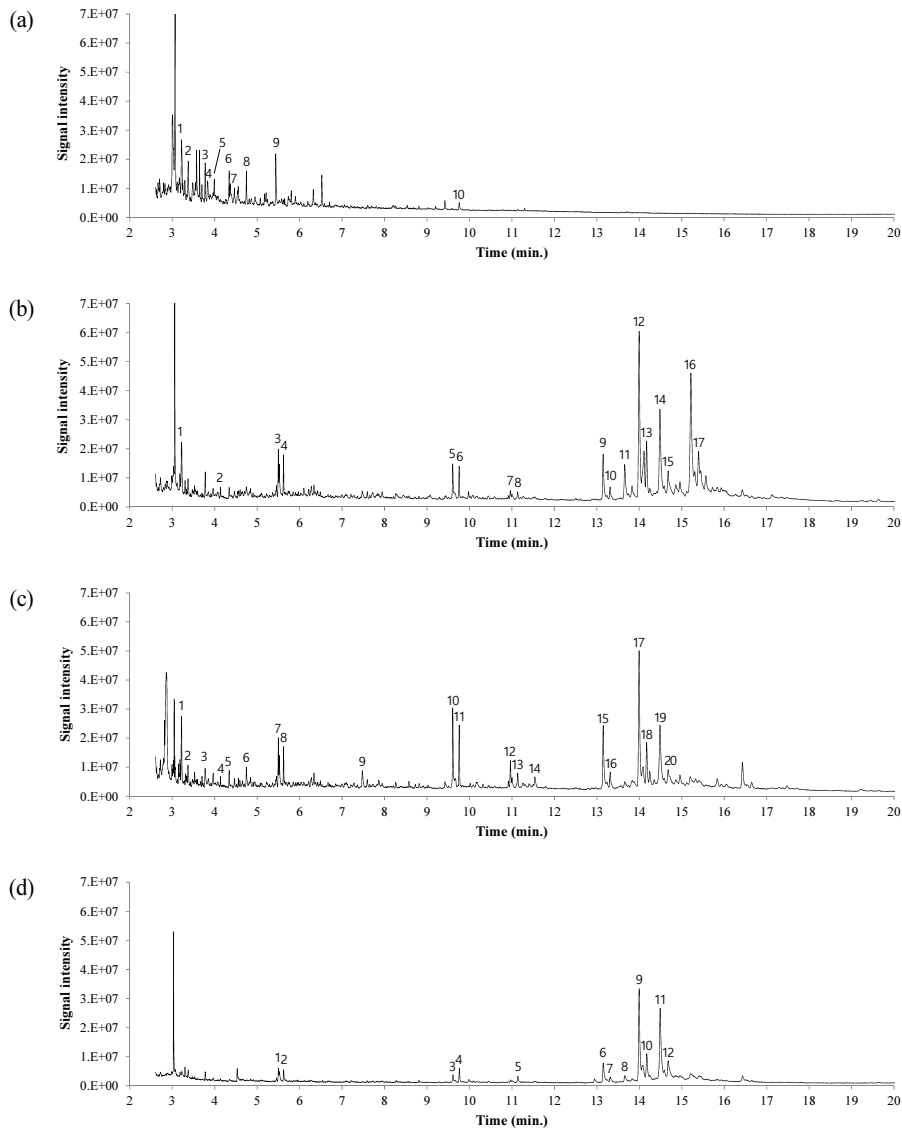 (a)
7.E+07
6.E+07
5.E+07
4.E+07
3.E+07
2.E+07
1.E+07
0.E+00
Signal intensity
1 2 3 4 5 6 7 8 9 10
2 3 4 5 6 7 8 9 10 11 12 13 14 15 16 17 18 19 20
Time (min.)
(b)
7.E+07
6.E+07
5.E+07
4.E+07
3.E+07
2.E+07
1.E+07
0.E+00
Signal intensity
1 2 3 4 5 6 7 8 9 10 11 12 13 14 15 16 17
2 3 4 5 6 7 8 9 10 11 12 13 14 15 16 17 18 19 20
Time (min.)
(c)
7.E+07
6.E+07
5.E+07
4.E+07
3.E+07
2.E+07
1.E+07
0.E+00
Signal intensity
1 2 3 4 5 6 7 8 9 10 11 12 13 14 15 16 17 18 19 20
2 3 4 5 6 7 8 9 10 11 12 13 14 15 16 17 18 19 20
Time (min.)
(d)
7.E+07
6.E+07
5.E+07
4.E+07
3.E+07
2.E+07
1.E+07
0.E+00
Signal intensity
1 2 3 4 5 6 7 8 9 10 11 12
2 3 4 5 6 7 8 9 10 11 12 13 14 15 16 17 18 19 20
Time (min.)